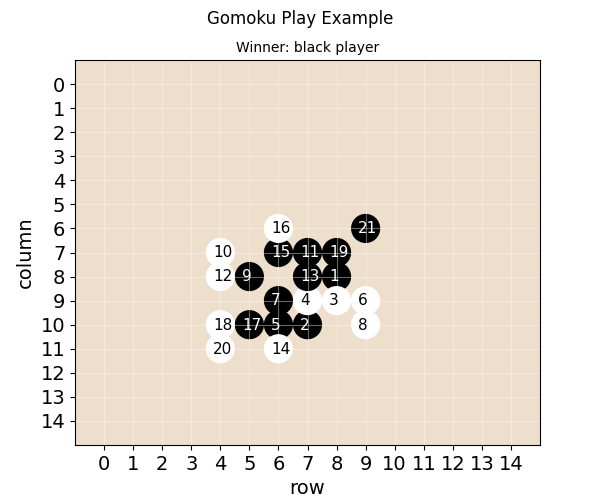 Gomoku Play Example
Winner: black player
0
1
2
3
4
5
6 16 21
7 10 15 11 19
8 12 9 13 1
9 7 4 3 6
10 18 17 5 2 8
11 20 14
12
13
14
column
0 1 2 3 4 5 6 7 8 9 10 11 12 13 14
row